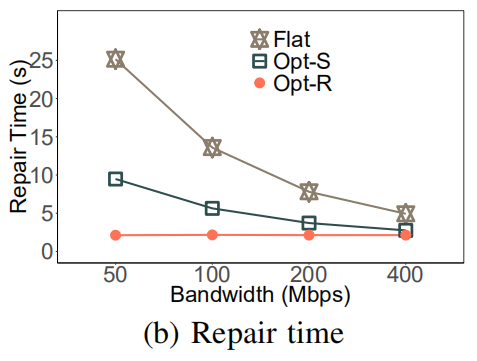 Repair Time (s)
25
20
15
10
5
0
Flat
Opt-S
Opt-R
50 100 200 400
Bandwidth (Mbps)
(b) Repair time